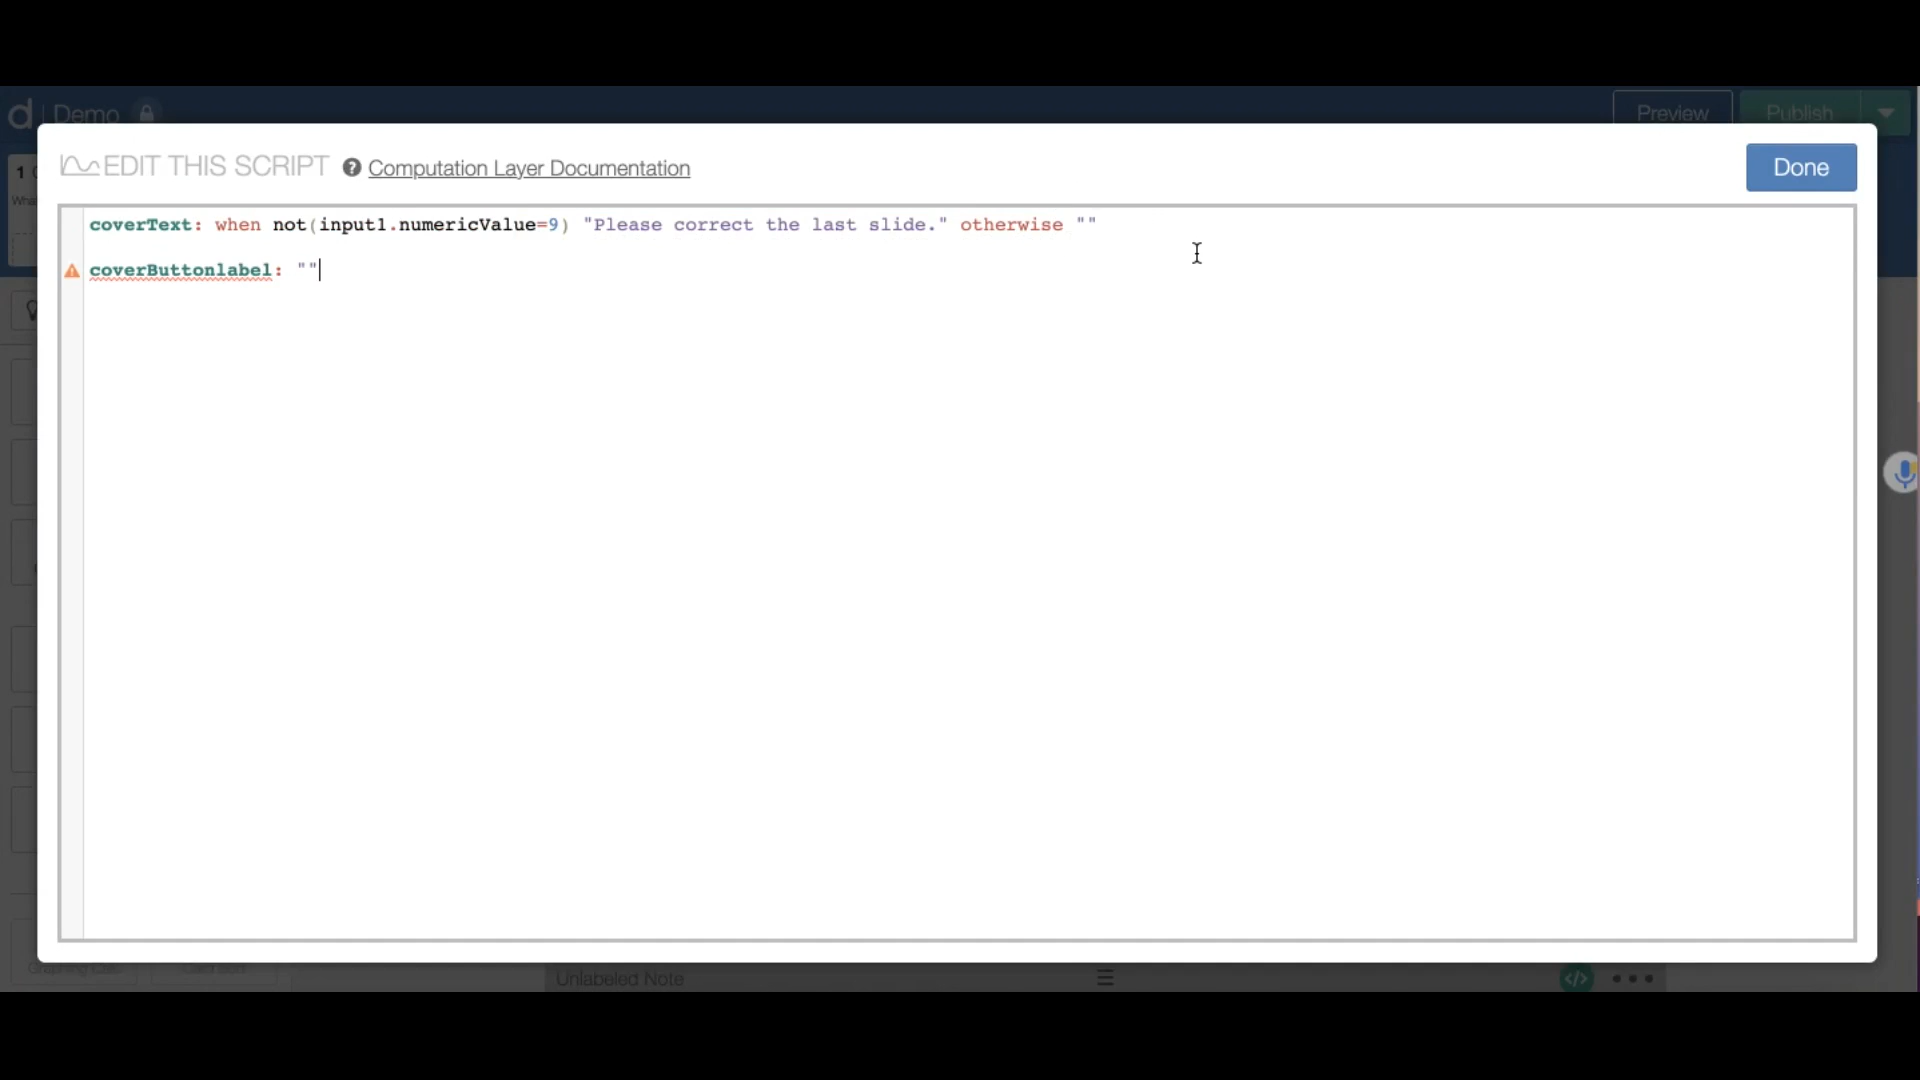 d | Demo
Preview
Publish
EDIT THIS SCRIPT ? Computation Layer Documentation
Done
1
coverText: when not(input1.numericValue=9) "Please correct the last slide." otherwise ""
coverButtonlabel: ""
Unlabeled Note